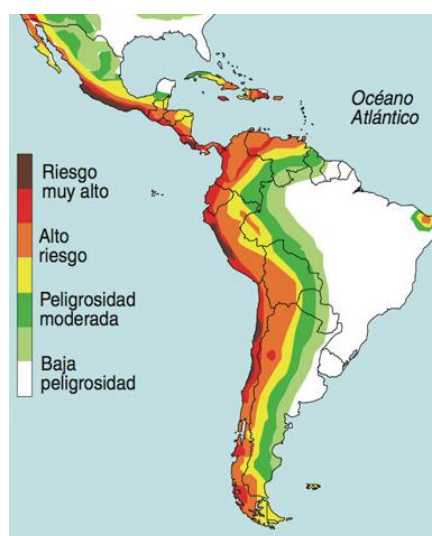 Océano
Atlántico
Riesgo
muy alto
Alto
riesgo
Peligrosidad
moderada
Baja
peligrosidad